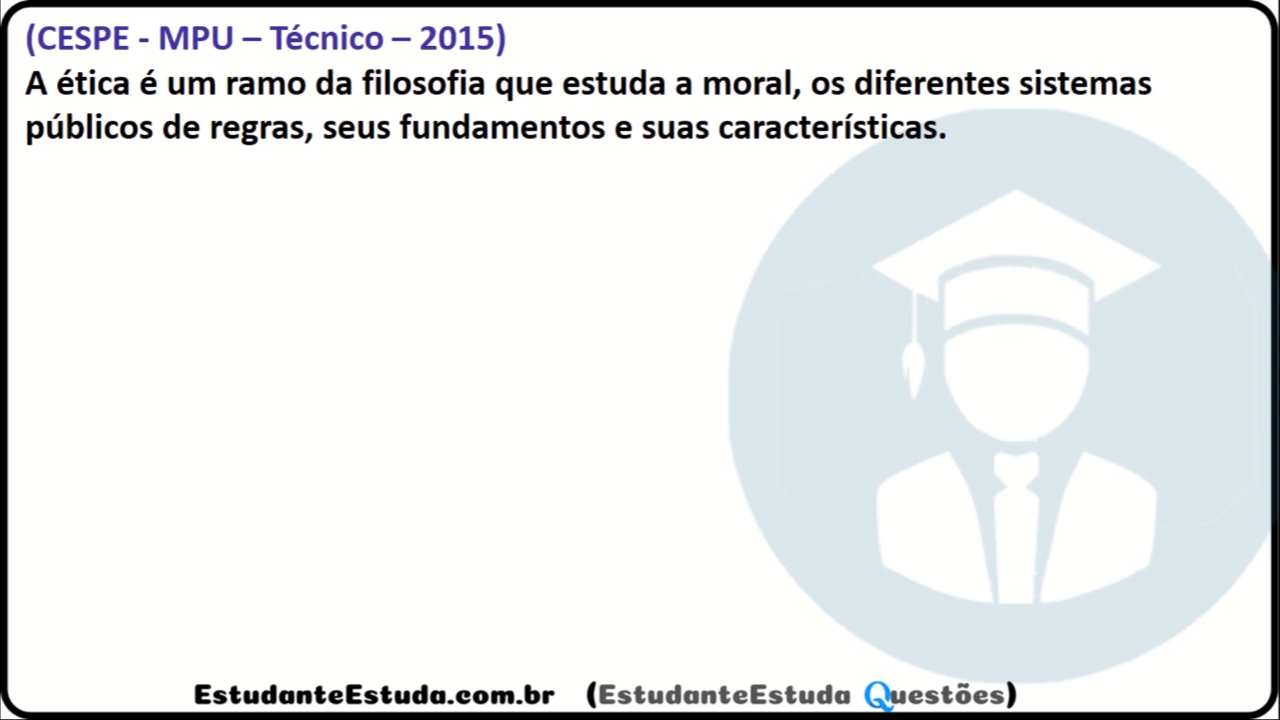 (CESPE - MPU – Técnico – 2015)
A ética é um ramo da filosofia que estuda a moral, os diferentes sistemas
públicos de regras, seus fundamentos e suas características.
EstudanteEstuda.com.br (EstudanteEstuda Questões)